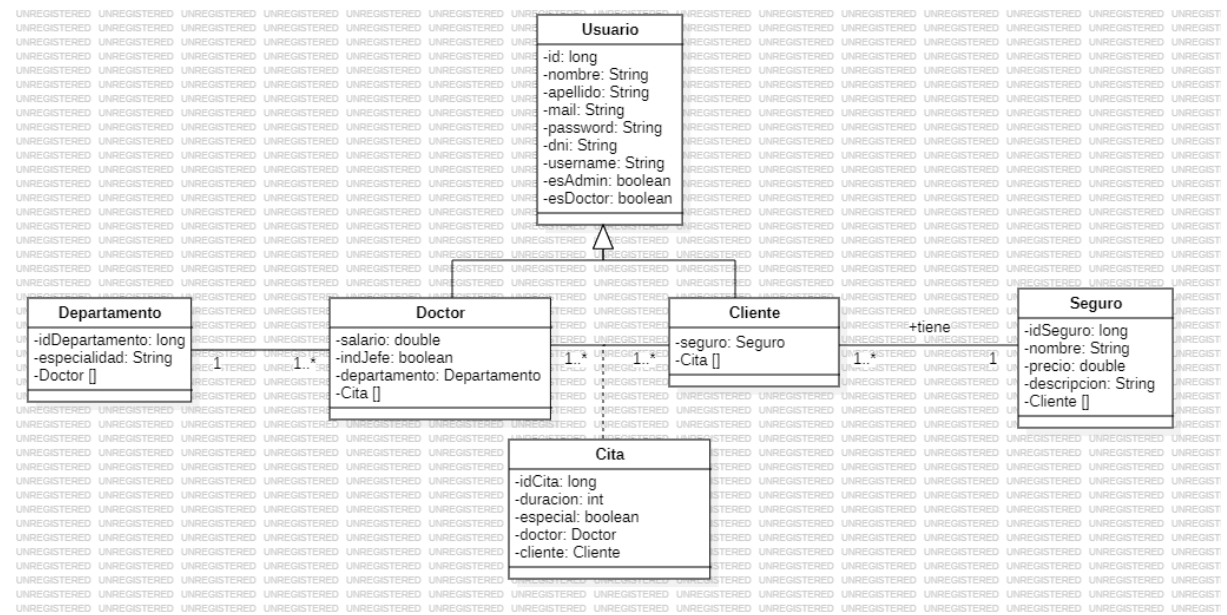 Usuario
-id: long
-nombre: String
-apellido: String
-mail: String
-password: String
-dni: String
-username: String
-esAdmin: boolean
-esDoctor: boolean
Departamento
-idDepartamento: long
-especialidad: String
-Doctor []
1
1..*
Doctor
-salario: double
-indJefe: boolean
-departamento: Departamento
-Cita []
1..*
1..*
Cliente
-seguro: Seguro
-Cita []
+tiene
1..*
1
Seguro
-idSeguro: long
-nombre: String
-precio: double
-descripcion: String
-Cliente []
Cita
-idCita: long
-duracion: int
-especial: boolean
-doctor: Doctor
-cliente: Cliente
UNREGISTERED